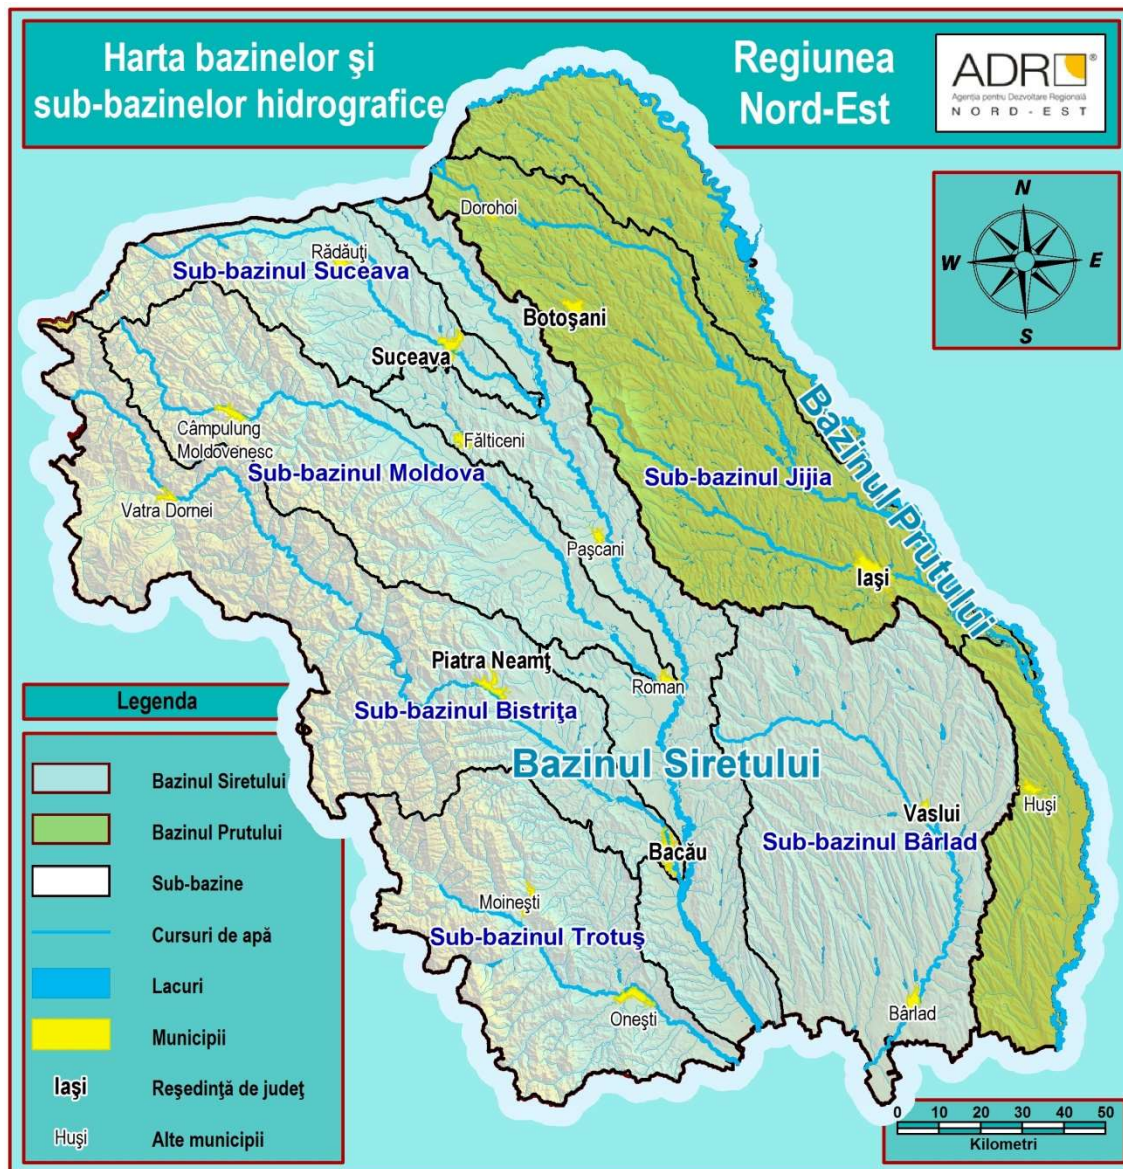 Harta bazinelor şi
sub-bazinelor hidrografice
Regiunea
Nord-Est
ADR
®
Agenţia pentru Dezvoltare Regională
NORD-EST
N
W
E
S
Dorohoi
Rădăuţi
Sub-bazinul Suceava
Botoşani
Suceava
Câmpulung
Moldovenesc
Fălticeni
Sub-bazinul Moldova
Sub-bazinul Jijia
Bazinul Prutului
Vatra Dornei
Paşcani
Iaşi
Piatra Neamţ
Roman
Sub-bazinul Bistriţa
Bazinul Siretului
Huşi
Vaslui
Sub-bazinul Bârlad
Bacău
Moineşti
Sub-bazinul Trotuş
Oneşti
Bârlad
Legenda
Bazinul Siretului
Bazinul Prutului
Sub-bazine
Cursuri de apă
Lacuri
Municipii
Iaşi Reşedinţă de judeţ
Huşi Alte municipii
0 10 20 30 40 50
Kilometri